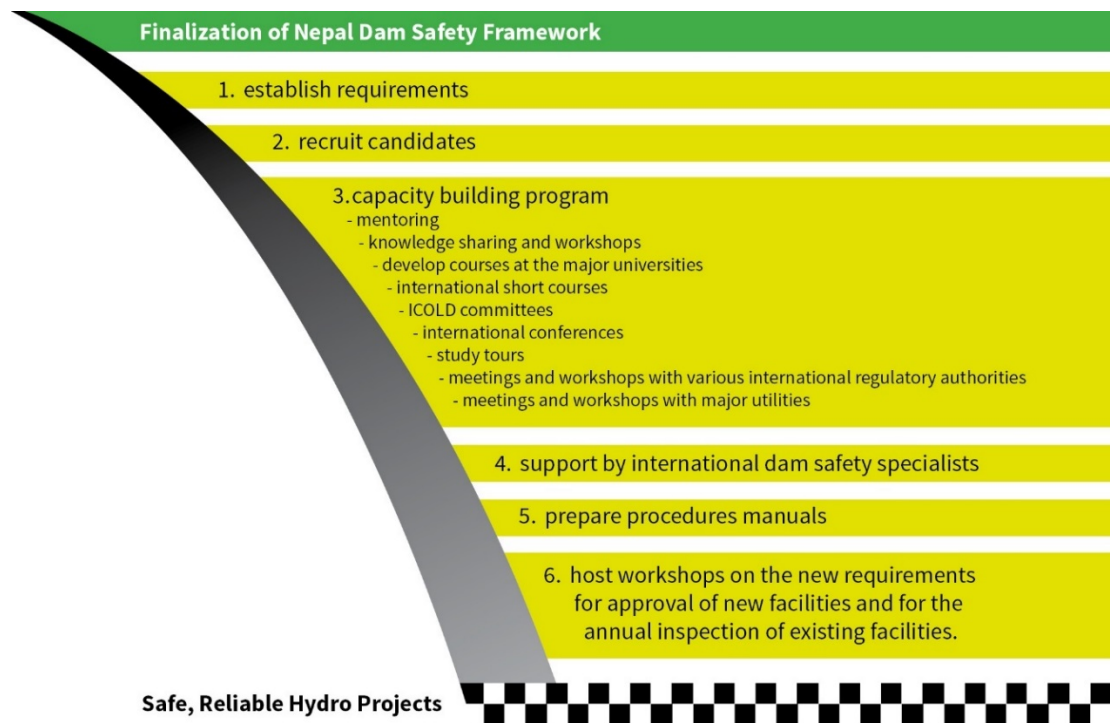 Finalization of Nepal Dam Safety Framework
1. establish requirements
2. recruit candidates
3.capacity building program
- mentoring
- knowledge sharing and workshops
- develop courses at the major universities
- international short courses
- ICOLD committees
- international conferences
- study tours
- meetings and workshops with various international regulatory authorities
- meetings and workshops with major utilities
4. support by international dam safety specialists
5. prepare procedures manuals
6. host workshops on the new requirements
for approval of new facilities and for the
annual inspection of existing facilities.
Safe, Reliable Hydro Projects